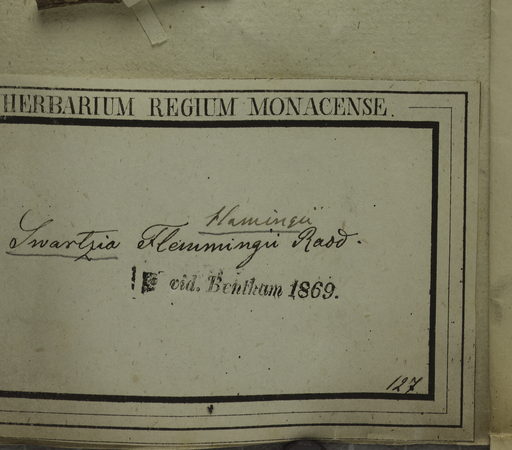 HERBARIUM REGIUM MONACENSE.
Flamingii
Swartzia Flemmingii Radd.
vid. Bentham 1869.
127